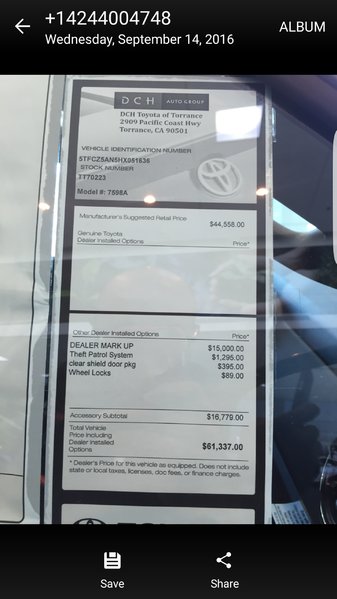 +14244004748
Wednesday, September 14, 2016
ALBUM
DCH AUTO GROUP
DCH Toyota of Torrance
2909 Pacific Coast Hwy
Torrance, CA 90501
VEHICLE IDENTIFICATION NUMBER
5TFCZ5AN5HX051636
STOCK NUMBER
TT70223
Model #: 7598A
Manufacturer's Suggested Retail Price $44,558.00
Genuine Toyota
Dealer Installed Options Price*
Other Dealer Installed Options Price*
DEALER MARK UP $15,000.00
Theft Patrol System $1,295.00
clear shield door pkg $395.00
Wheel Locks $89.00
Accessory Subtotal $16,779.00
Total Vehicle
Price Including
Dealer Installed
Options $61,337.00
* Dealer's Price for this vehicle as equipped. Does not include
state or local taxes, licenses, doc fees, or finance charges.
Save
Share